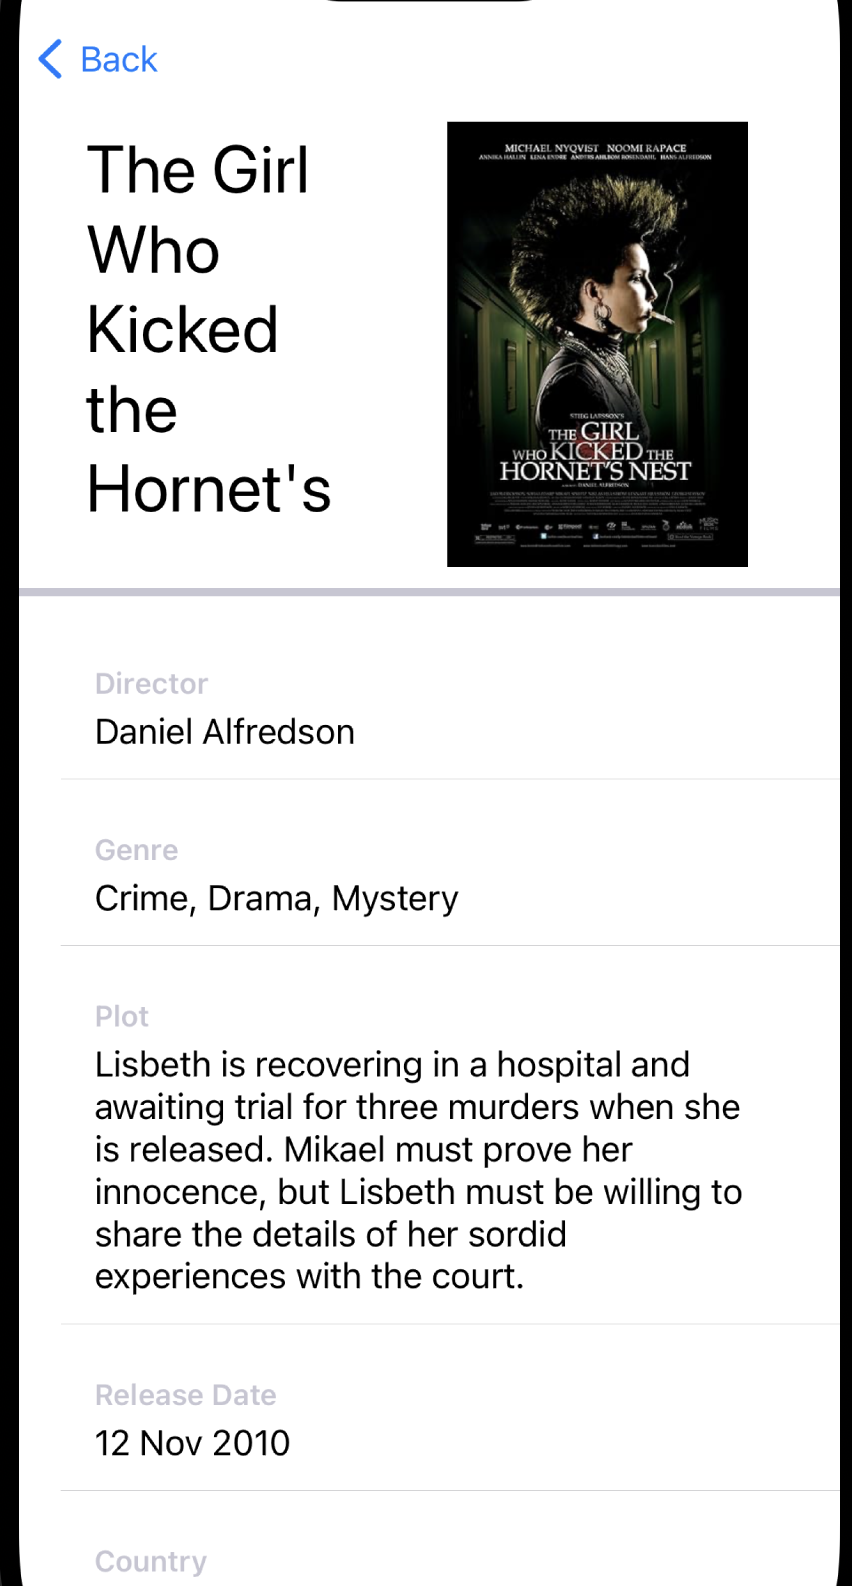 Back
The Girl
Who
Kicked
the
Hornet's
MICHAEL NYQVIST NOOMI RAPACE
ANNIKA HALLIN LENA ENDRE ANDERS AHLBOM ROSENDAHL HANS ALFREDSON
STIEG LARSSON'S
THE GIRL
WHO KICKED THE
HORNET'S NEST
DANIEL ALFREDSON
Director
Daniel Alfredson
Genre
Crime, Drama, Mystery
Plot
Lisbeth is recovering in a hospital and
awaiting trial for three murders when she
is released. Mikael must prove her
innocence, but Lisbeth must be willing to
share the details of her sordid
experiences with the court.
Release Date
12 Nov 2010
Country